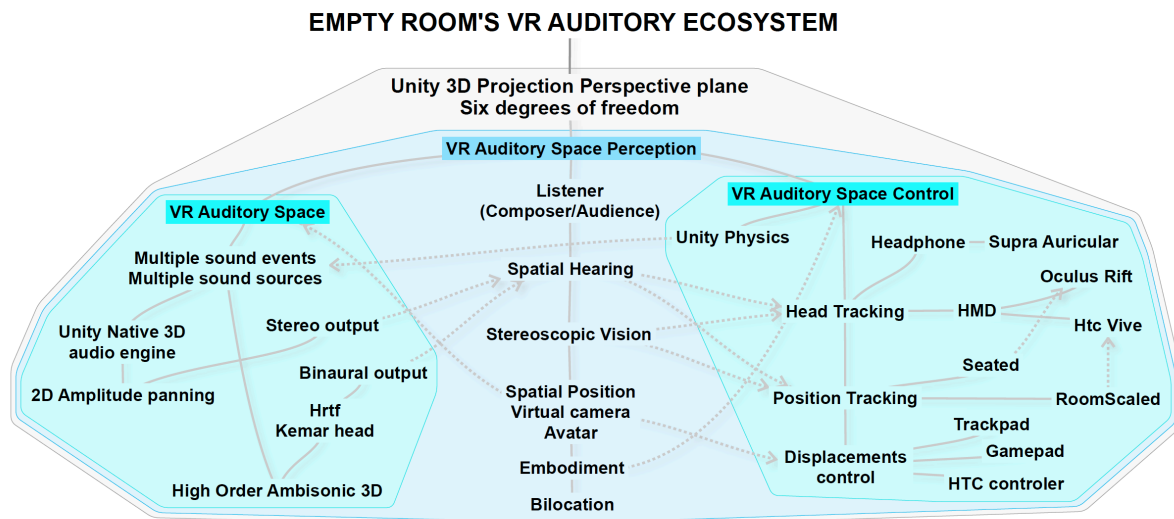 EMPTY ROOM'S VR AUDITORY ECOSYSTEM
Unity 3D Projection Perspective plane
Six degrees of freedom
VR Auditory Space Perception
VR Auditory Space
Multiple sound events
Multiple sound sources
Unity Native 3D
audio engine
Stereo output
2D Amplitude panning
Binaural output
Hrtf
Kemar head
High Order Ambisonic 3D
Listener
(Composer/Audience)
Spatial Hearing
Stereoscopic Vision
Spatial Position
Virtual camera
Avatar
Embodiment
Bilocation
VR Auditory Space Control
Unity Physics
Headphone
Supra Auricular
Oculus Rift
Head Tracking
HMD
Htc Vive
Seated
Position Tracking
RoomScaled
Trackpad
Displacements
control
Gamepad
HTC controler